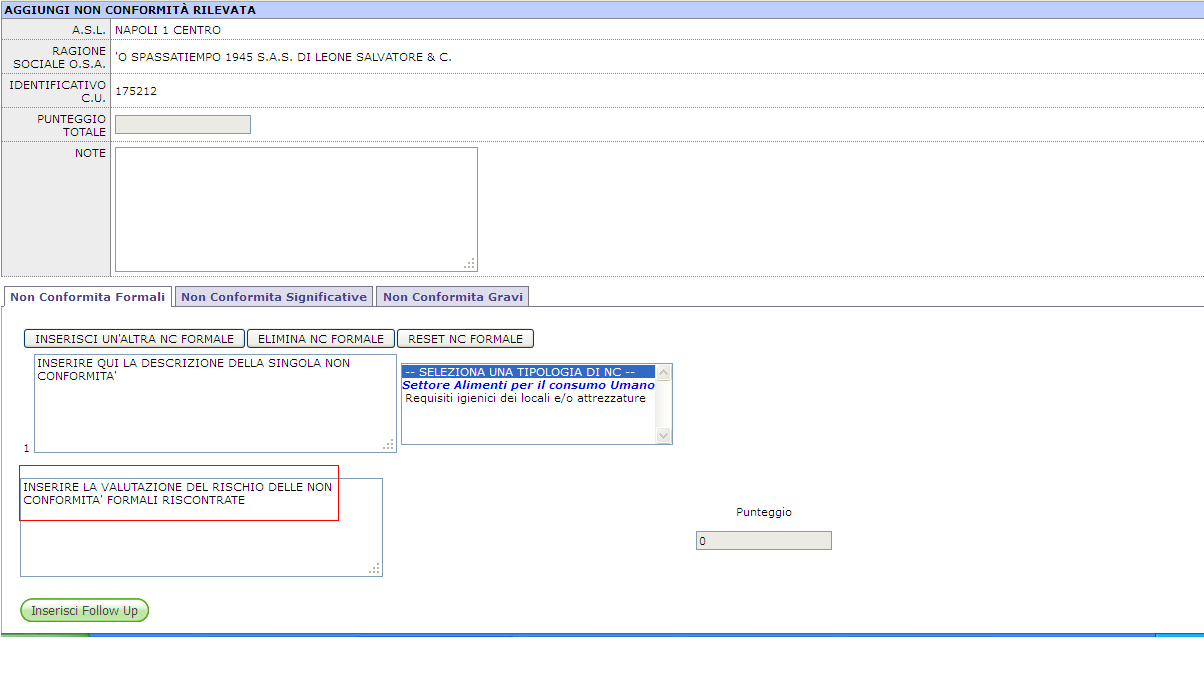 AGGIUNGI NON CONFORMITÀ RILEVATA
A.S.L. NAPOLI 1 CENTRO
RAGIONE
SOCIALE O.S.A. 'O SPASSATIEMPO 1945 S.A.S. DI LEONE SALVATORE & C.
IDENTIFICATIVO
C.U. 175212
PUNTEGGIO
TOTALE
NOTE
Non Conformita Formali Non Conformita Significative Non Conformita Gravi
INSERISCI UN'ALTRA NC FORMALE ELIMINA NC FORMALE RESET NC FORMALE
INSERIRE QUI LA DESCRIZIONE DELLA SINGOLA NON
CONFORMITA'
-- SELEZIONA UNA TIPOLOGIA DI NC --
Settore Alimenti per il consumo Umano
Requisiti igienici dei locali e/o attrezzature
1
INSERIRE LA VALUTAZIONE DEL RISCHIO DELLE NON
CONFORMITA' FORMALI RISCONTRATE
Punteggio
0
Inserisci Follow Up